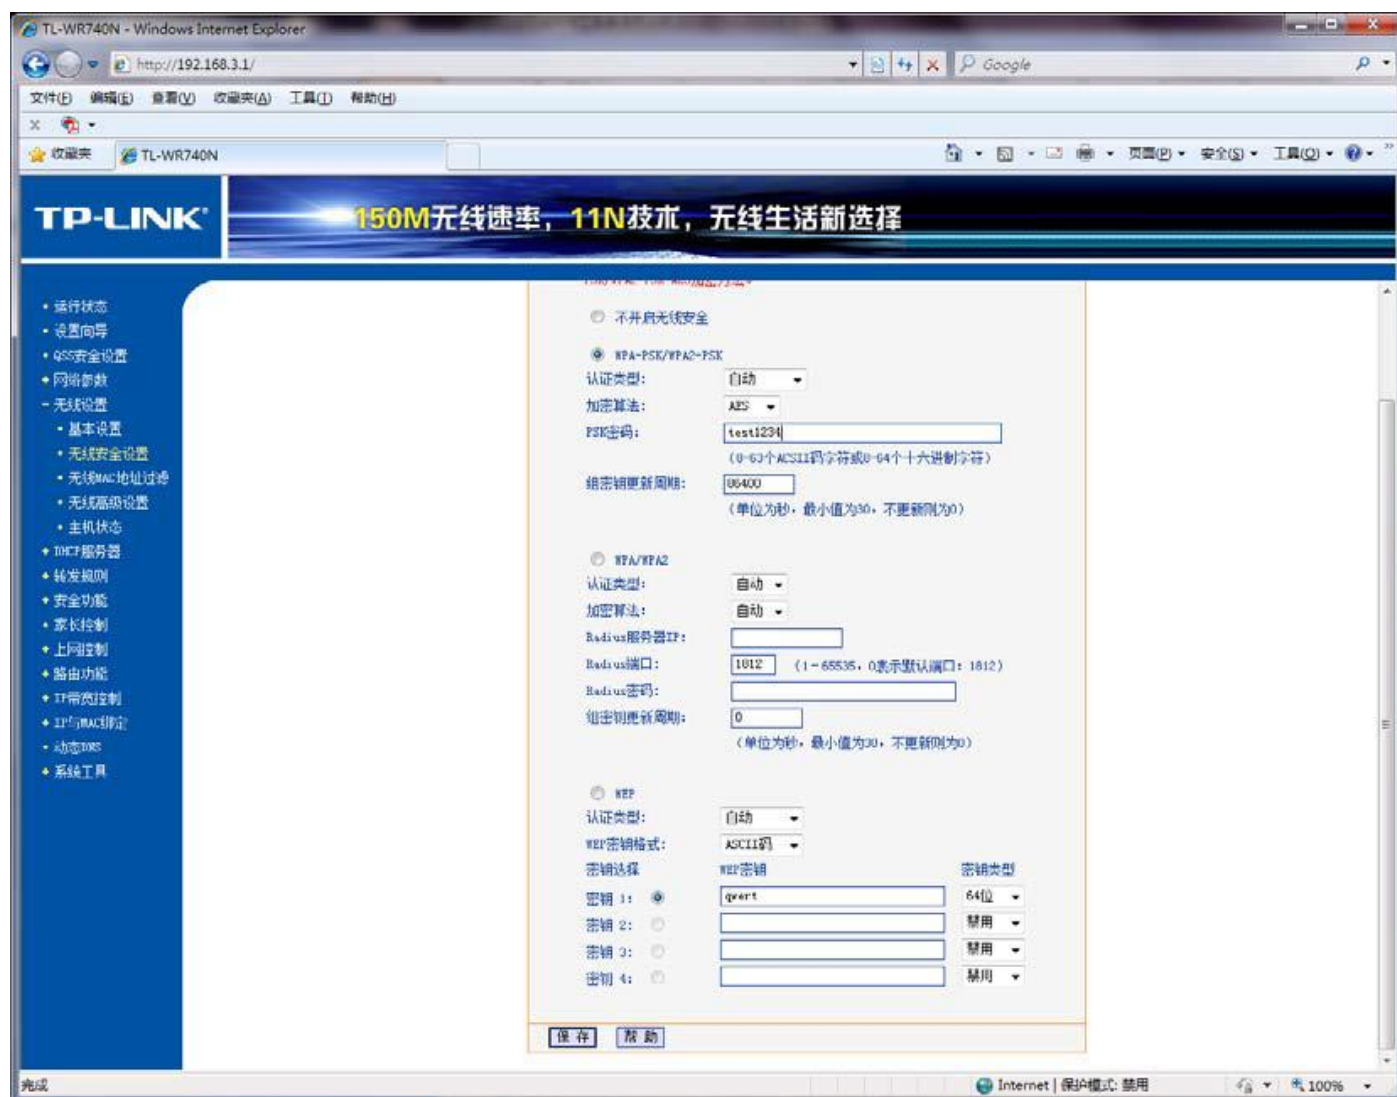 TL-WR740N - Windows Internet Explorer
http://192.168.3.1/
Google
文件(F) 编辑(E) 查看(V) 收藏夹(A) 工具(T) 帮助(H)
x
收藏夹 TL-WR740N 页面(P) 安全(S) 工具(O)
TP-LINK 150M无线速率，11N技术，无线生活新选择
• 运行状态
• 设置向导
• QSS安全设置
+ 网络参数
- 无线设置
• 基本设置
• 无线安全设置
• 无线MAC地址过滤
• 无线高级设置
• 主机状态
+ DHCP服务器
+ 转发规则
+ 安全功能
+ 家长控制
+ 上网控制
+ 路由功能
+ IP带宽控制
+ IP与MAC绑定
• 动态DNS
+ 系统工具
不开启无线安全
WPA-PSK/WPA2-PSK
认证类型： 自动
加密算法： AES
PSK密码： test1234
（8-63个ACSII码字符或8-64个十六进制字符）
组密钥更新周期： 86400
（单位为秒，最小值为30，不更新则为0）
WPA/WPA2
认证类型： 自动
加密算法： 自动
Radius服务器IP：
Radius端口： 1812 （1-65535，0表示默认端口：1812）
Radius密码：
组密钥更新周期： 0
（单位为秒，最小值为30，不更新则为0）
WEP
认证类型： 自动
WEP密钥格式： ASCII码
密钥选择 WEP密钥 密钥类型
密钥 1： qwert 64位
密钥 2： 禁用
密钥 3： 禁用
密钥 4： 禁用
保 存 帮 助
完成 Internet | 保护模式: 禁用 100%